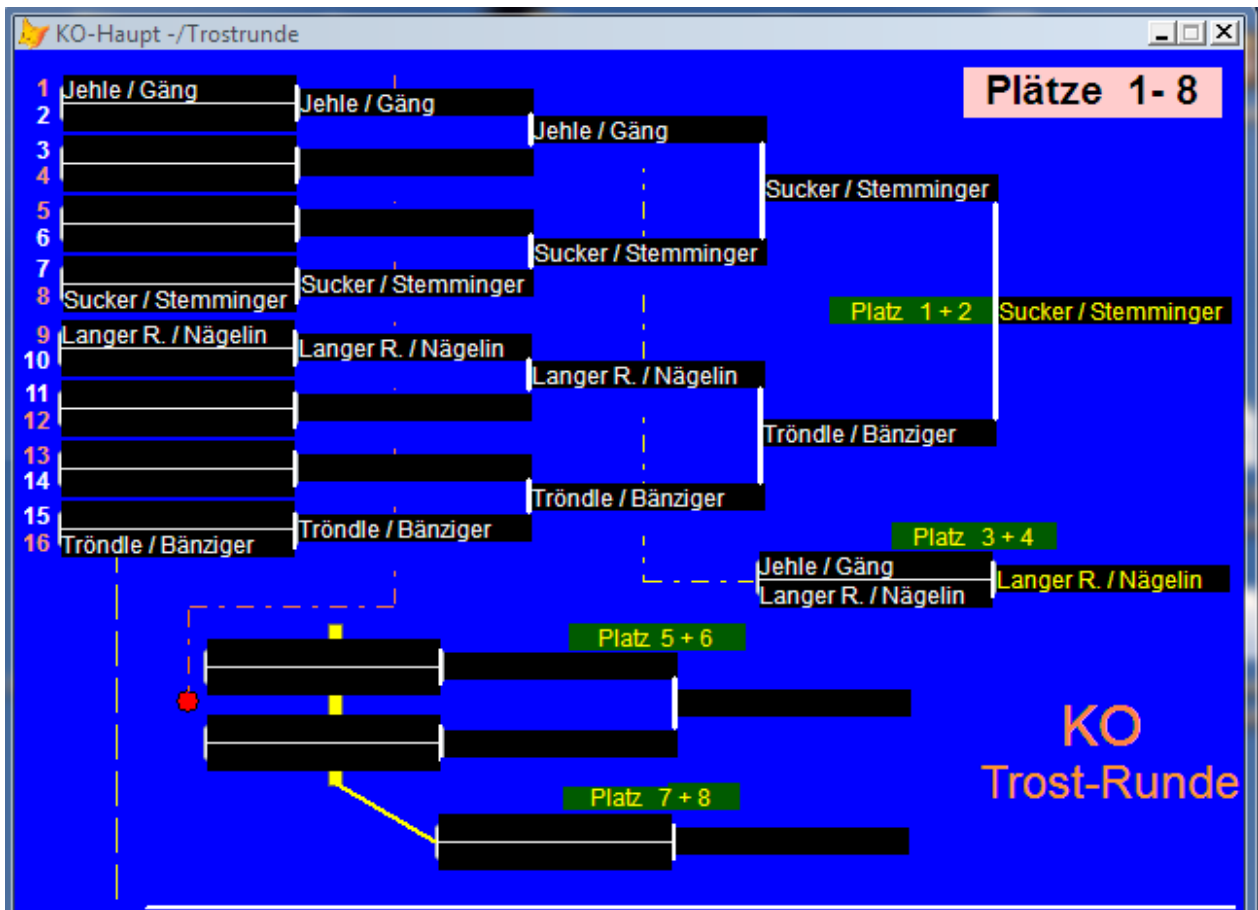 KO-Haupt -/Trostrunde
Plätze 1- 8
1 Jehle / Gäng
2
Jehle / Gäng
Jehle / Gäng
3
4
Sucker / Stemminger
5
6
Sucker / Stemminger
7
Sucker / Stemminger
8 Sucker / Stemminger
Platz 1 + 2 Sucker / Stemminger
9 Langer R. / Nägelin
10
Langer R. / Nägelin
Langer R. / Nägelin
11
12
Tröndle / Bänziger
13
14
Tröndle / Bänziger
15
Tröndle / Bänziger
16 Tröndle / Bänziger
Platz 3 + 4
Jehle / Gäng
Langer R. / Nägelin
Langer R. / Nägelin
Platz 5 + 6
KO
Trost-Runde
Platz 7 + 8